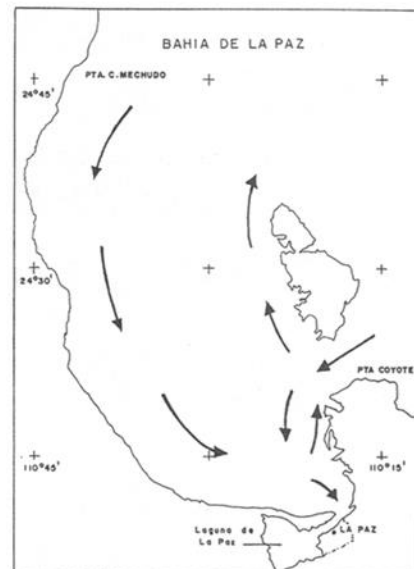 BAHIA DE LA PAZ
PTA. C. MECHUDO
24°45'
24°30'
PTA COYOTE
110°45'
110°15'
Laguna de
La Paz
LA PAZ